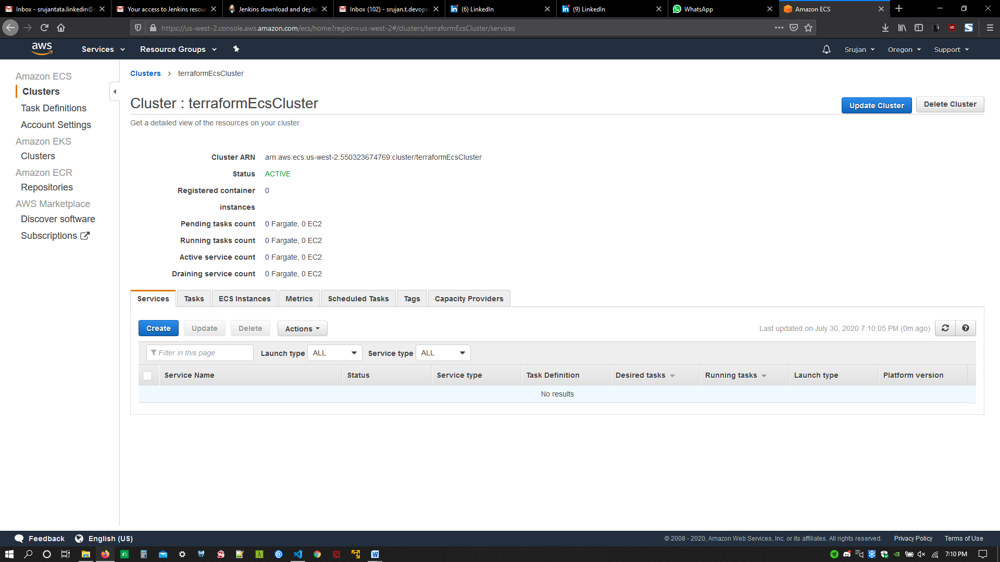 Inbox - srujantata.linkedin@g
Your access to Jenkins resour
Jenkins download and deplo
Inbox (102) - srujan.t.devops
(6) LinkedIn
(9) LinkedIn
WhatsApp
Amazon ECS
https://us-west-2.console.aws.amazon.com/ecs/home?region=us-west-2#/clusters/terraformEcsCluster/services
aws
Services
Resource Groups
Srujan
Oregon
Support
Amazon ECS
Clusters
Task Definitions
Account Settings
Amazon EKS
Clusters
Amazon ECR
Repositories
AWS Marketplace
Discover software
Subscriptions
Clusters > terraformEcsCluster
Cluster : terraformEcsCluster
Update Cluster
Delete Cluster
Get a detailed view of the resources on your cluster.
Cluster ARN arn:aws:ecs:us-west-2:550323674769:cluster/terraformEcsCluster
Status ACTIVE
Registered container 0
instances
Pending tasks count 0 Fargate, 0 EC2
Running tasks count 0 Fargate, 0 EC2
Active service count 0 Fargate, 0 EC2
Draining service count 0 Fargate, 0 EC2
Services
Tasks
ECS Instances
Metrics
Scheduled Tasks
Tags
Capacity Providers
Create
Update
Delete
Actions
Last updated on July 30, 2020 7:10:05 PM (0m ago)
Filter in this page
Launch type ALL
Service type ALL
Service Name
Status
Service type
Task Definition
Desired tasks
Running tasks
Launch type
Platform version
No results
Feedback
English (US)
© 2008 - 2020, Amazon Web Services, Inc. or its affiliates. All rights reserved.
Privacy Policy
Terms of Use
7:10 PM